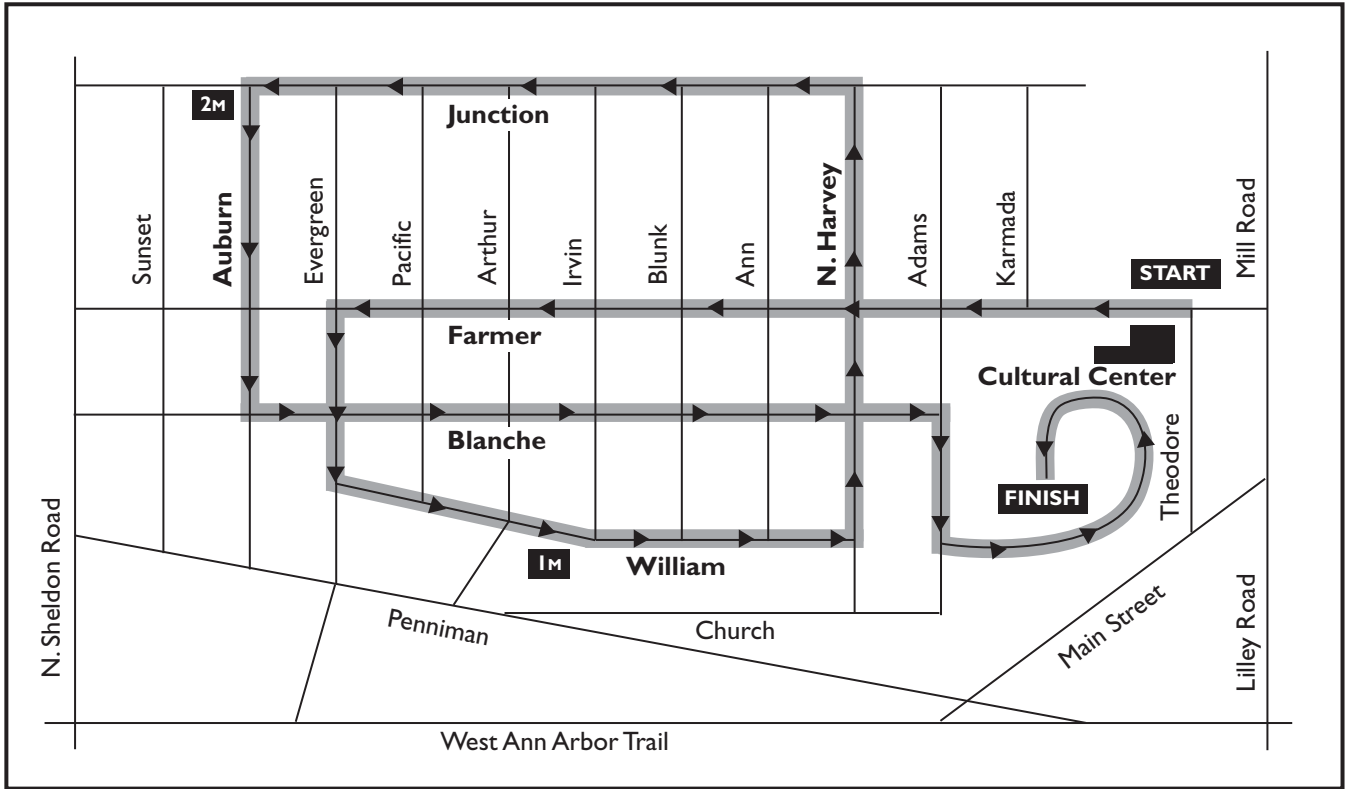 2M
Junction
Sunset
Auburn
Evergreen
Pacific
Arthur
Irvin
Blunk
Ann
N. Harvey
Adams
Karmada
START
Mill Road
Farmer
Cultural Center
Blanche
Theodore
FINISH
N. Sheldon Road
1M
William
Penniman
Church
Main Street
Lilley Road
West Ann Arbor Trail